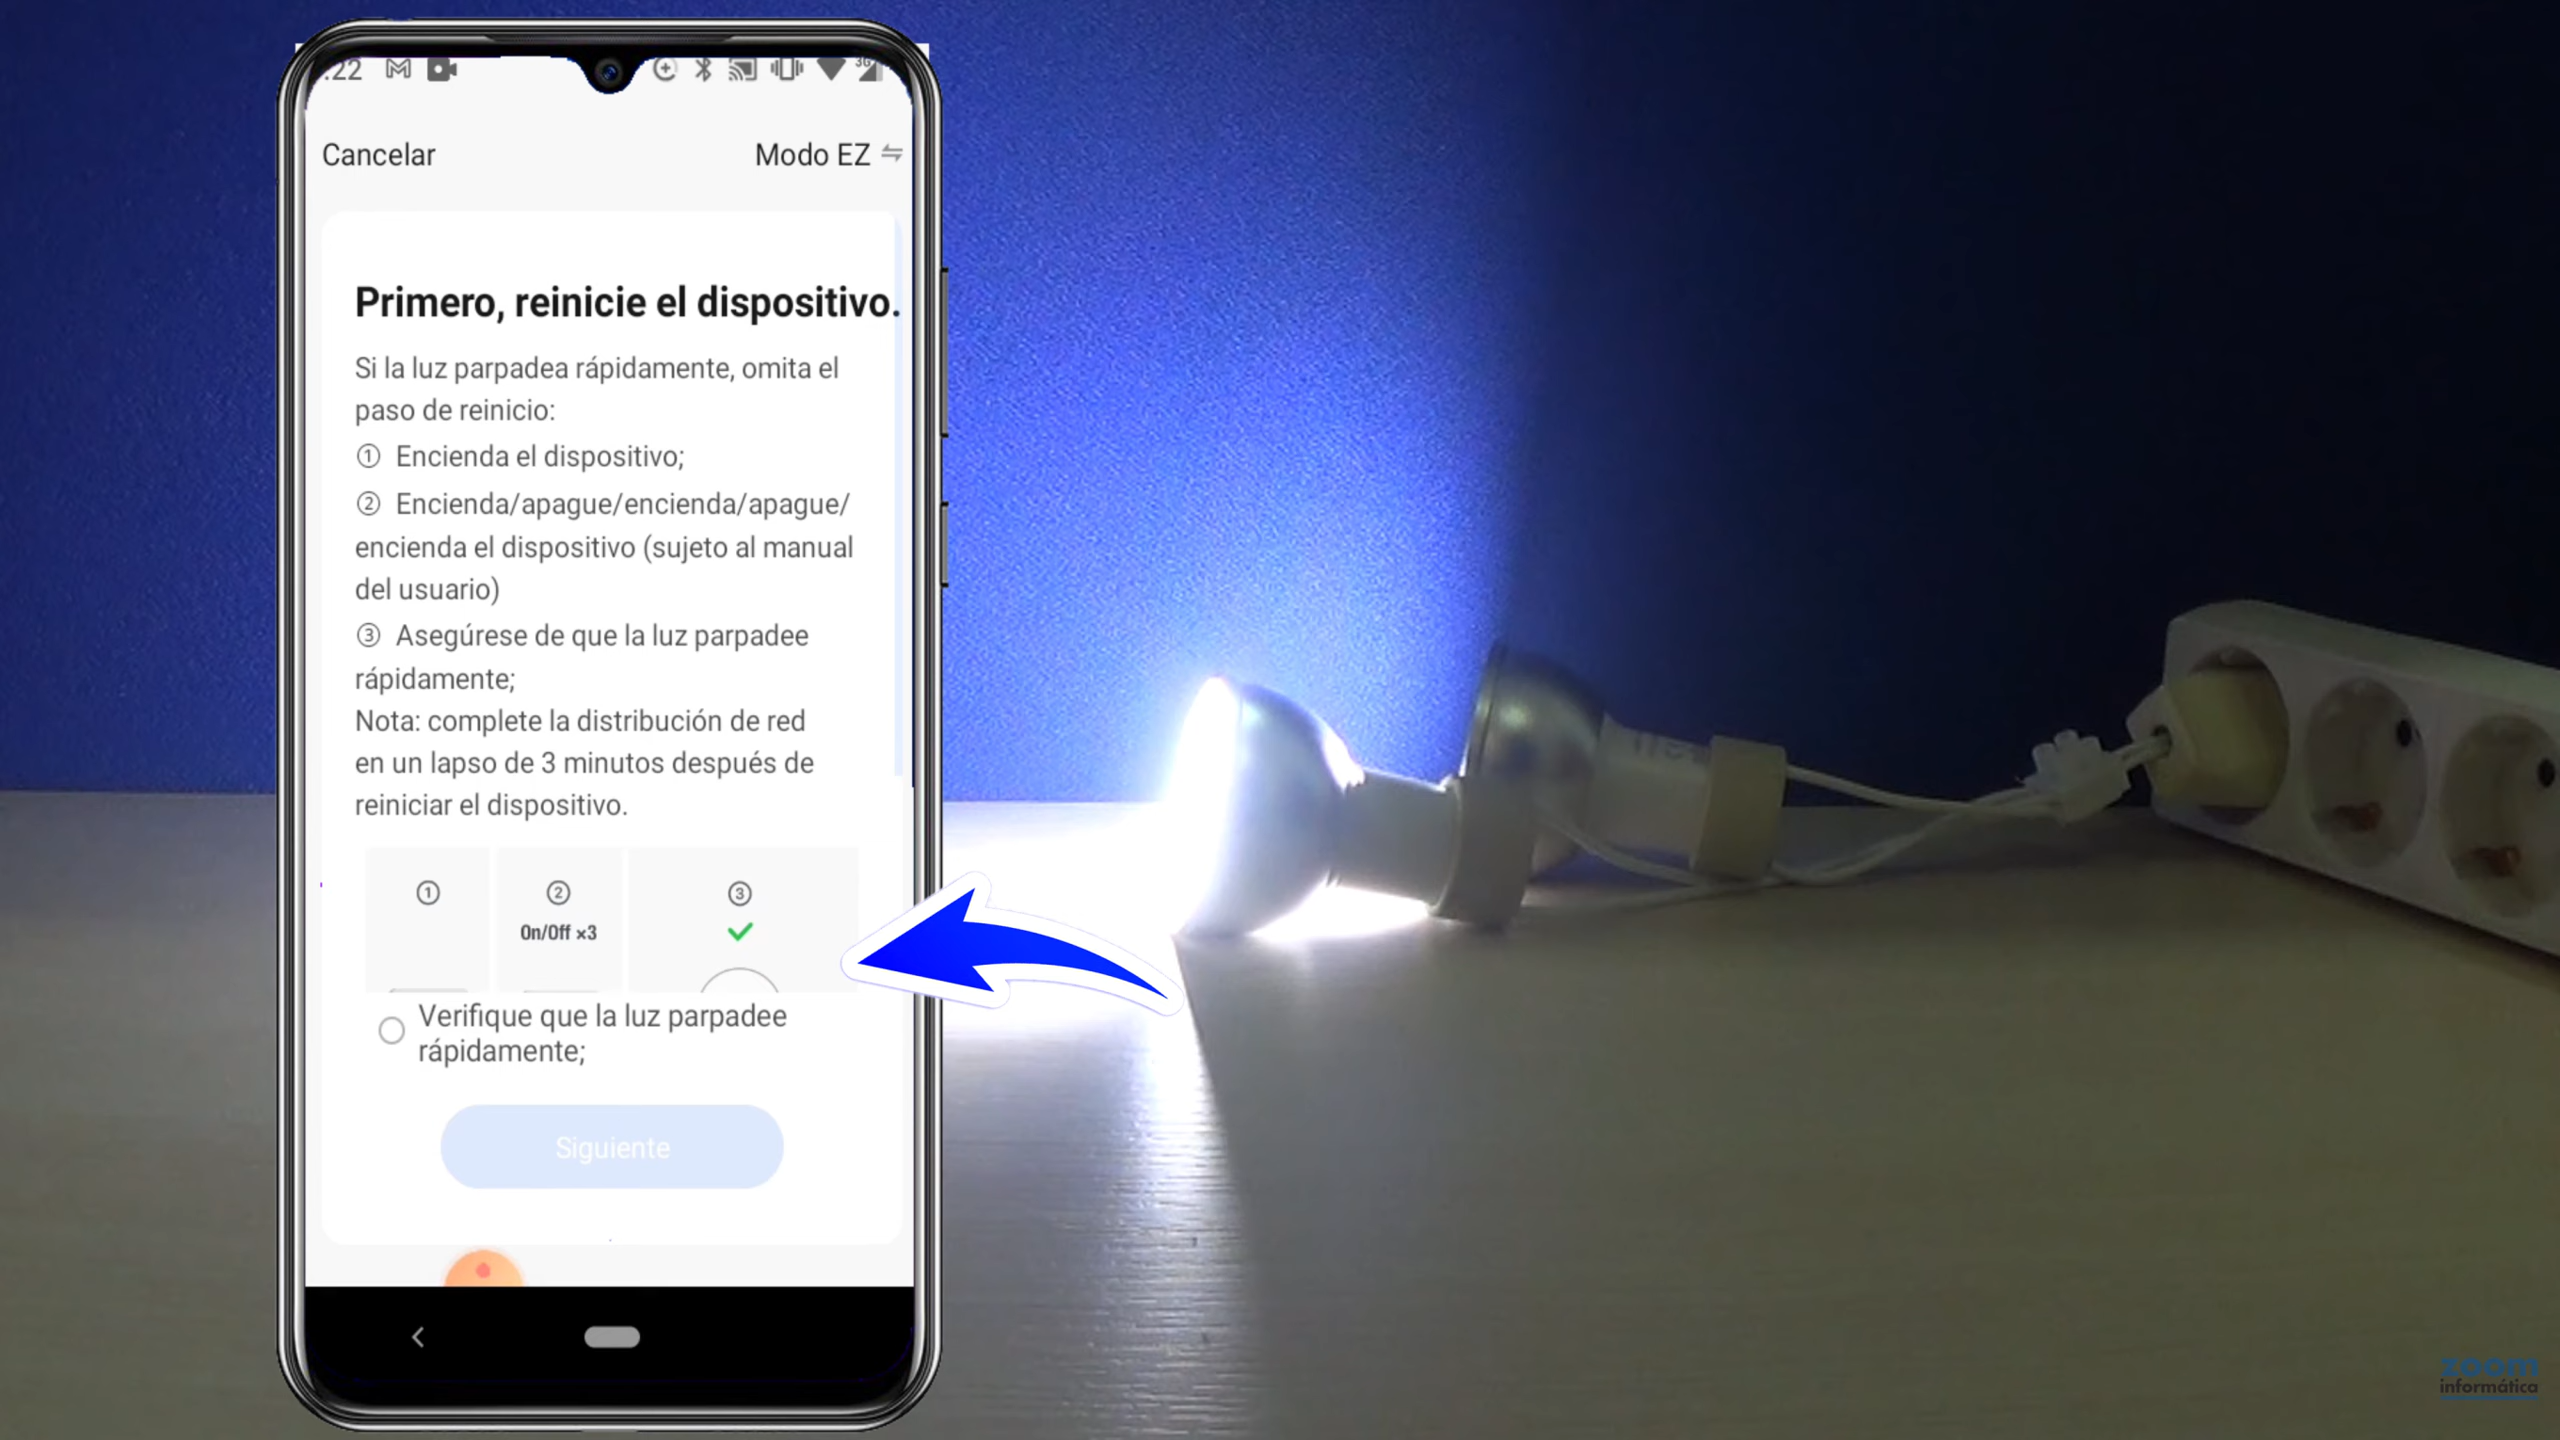 :22
3G
Cancelar
Modo EZ
Primero, reinicie el dispositivo.
Si la luz parpadea rápidamente, omita el
paso de reinicio:
① Encienda el dispositivo;
② Encienda/apague/encienda/apague/
encienda el dispositivo (sujeto al manual
del usuario)
③ Asegúrese de que la luz parpadee
rápidamente;
Nota: complete la distribución de red
en un lapso de 3 minutos después de
reiniciar el dispositivo.
① ② ③
On/Off ×3
Verifique que la luz parpadee
rápidamente;
Siguiente
zoom
informática